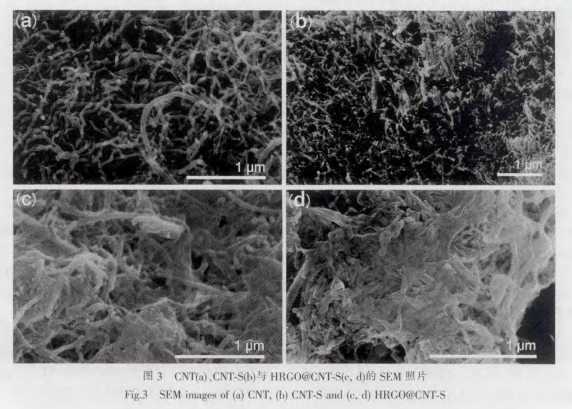 (a) (b)
1 μm 1 μm
(c) (d)
1 μm 1 μm
图 3 CNT(a)、CNT-S(b)与 HRGO@CNT-S(c, d)的 SEM 照片
Fig.3 SEM images of (a) CNT, (b) CNT-S and (c, d) HRGO@CNT-S